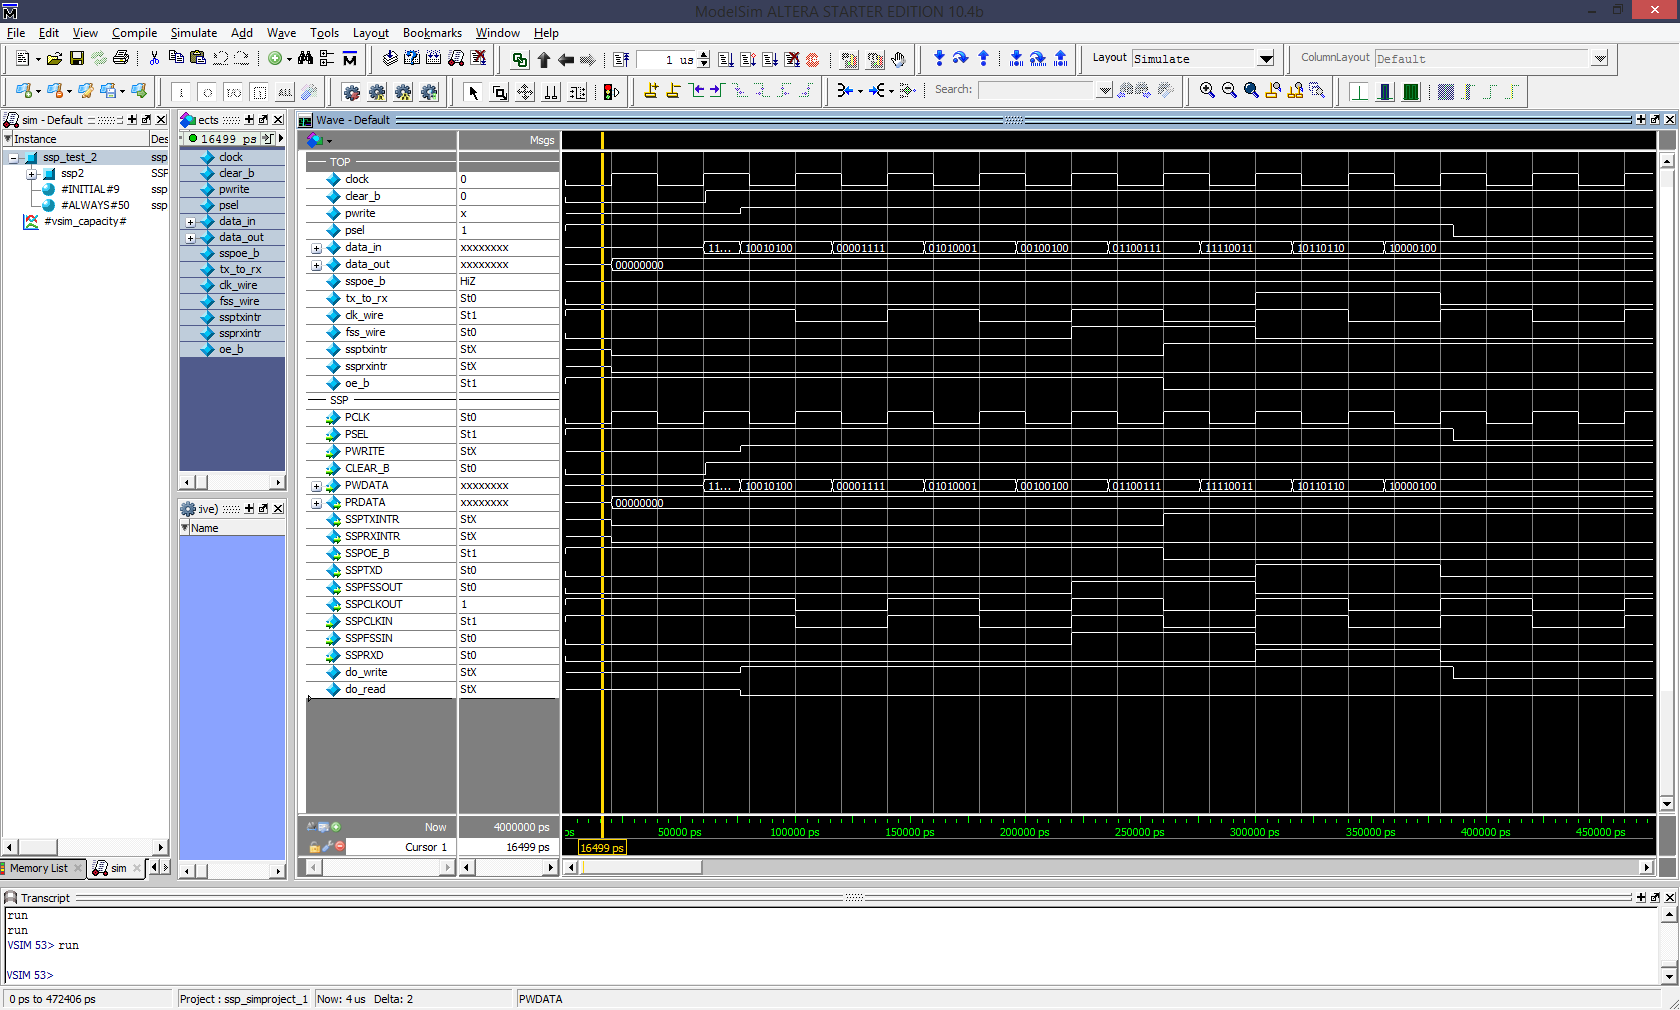 ModelSim ALTERA STARTER EDITION 10.4b
File Edit View Compile Simulate Add Wave Tools Layout Bookmarks Window Help
1 us
Layout Simulate
ColumnLayout Default
Search:
sim - Default
Instance Des
ssp_test_2 ssp
ssp2 SSP
#INITIAL#9 ssp
#ALWAYS#50 ssp
#vsim_capacity#
Memory List
sim
ects
16499 ps
clock
clear_b
pwrite
psel
data_in
data_out
sspoe_b
tx_to_rx
clk_wire
fss_wire
ssptxintr
ssprxintr
oe_b
ive)
Name
Wave - Default
Msgs
TOP
clock 0
clear_b 0
pwrite x
psel 1
data_in xxxxxxxx 11... 10010100 00001111 01010001 00100100 01100111 11110011 10110110 10000100
data_out xxxxxxxx 00000000
sspoe_b HiZ
tx_to_rx St0
clk_wire St1
fss_wire St0
ssptxintr StX
ssprxintr StX
oe_b St1
SSP
PCLK St0
PSEL St1
PWRITE StX
CLEAR_B St0
PWDATA xxxxxxxx 11... 10010100 00001111 01010001 00100100 01100111 11110011 10110110 10000100
PRDATA xxxxxxxx 00000000
SSPTXINTR StX
SSPRXINTR StX
SSPOE_B St1
SSPTXD St0
SSPFSSOUT St0
SSPCLKOUT 1
SSPCLKIN St1
SSPFSSIN St0
SSPRXD St0
do_write StX
do_read StX
Now 4000000 ps ps 50000 ps 100000 ps 150000 ps 200000 ps 250000 ps 300000 ps 350000 ps 400000 ps 450000 ps
Cursor 1 16499 ps 16499 ps
Transcript
run
run
VSIM 53> run
VSIM 53>
0 ps to 472406 ps Project : ssp_simproject_1 Now: 4 us Delta: 2 PWDATA